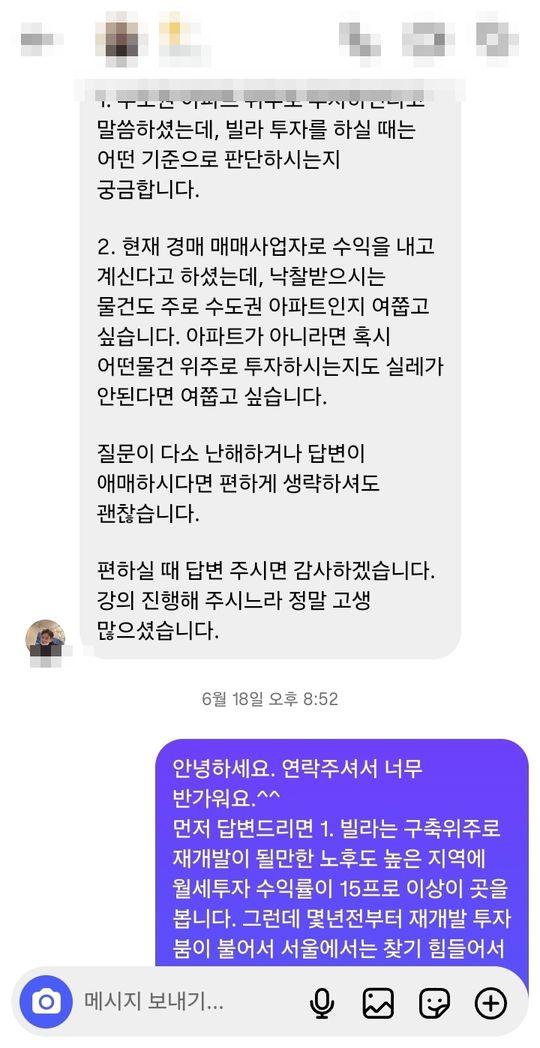 말씀하셨는데, 빌라 투자를 하실 때는
어떤 기준으로 판단하시는지
궁금합니다.
2. 현재 경매 매매사업자로 수익을 내고
계신다고 하셨는데, 낙찰받으시는
물건도 주로 수도권 아파트인지 여쭙고
싶습니다. 아파트가 아니라면 혹시
어떤물건 위주로 투자하시는지도 실레가
안된다면 여쭙고 싶습니다.
질문이 다소 난해하거나 답변이
애매하시다면 편하게 생략하셔도
괜찮습니다.
편하실 때 답변 주시면 감사하겠습니다.
강의 진행해 주시느라 정말 고생
많으셨습니다.
6월 18일 오후 8:52
안녕하세요. 연락주셔서 너무
반가워요.^^
먼저 답변드리면 1. 빌라는 구축위주로
재개발이 될만한 노후도 높은 지역에
월세투자 수익률이 15프로 이상이 곳을
봅니다. 그런데 몇년전부터 재개발 투자
붐이 불어서 서울에서는 찾기 힘들어서
메시지 보내기...